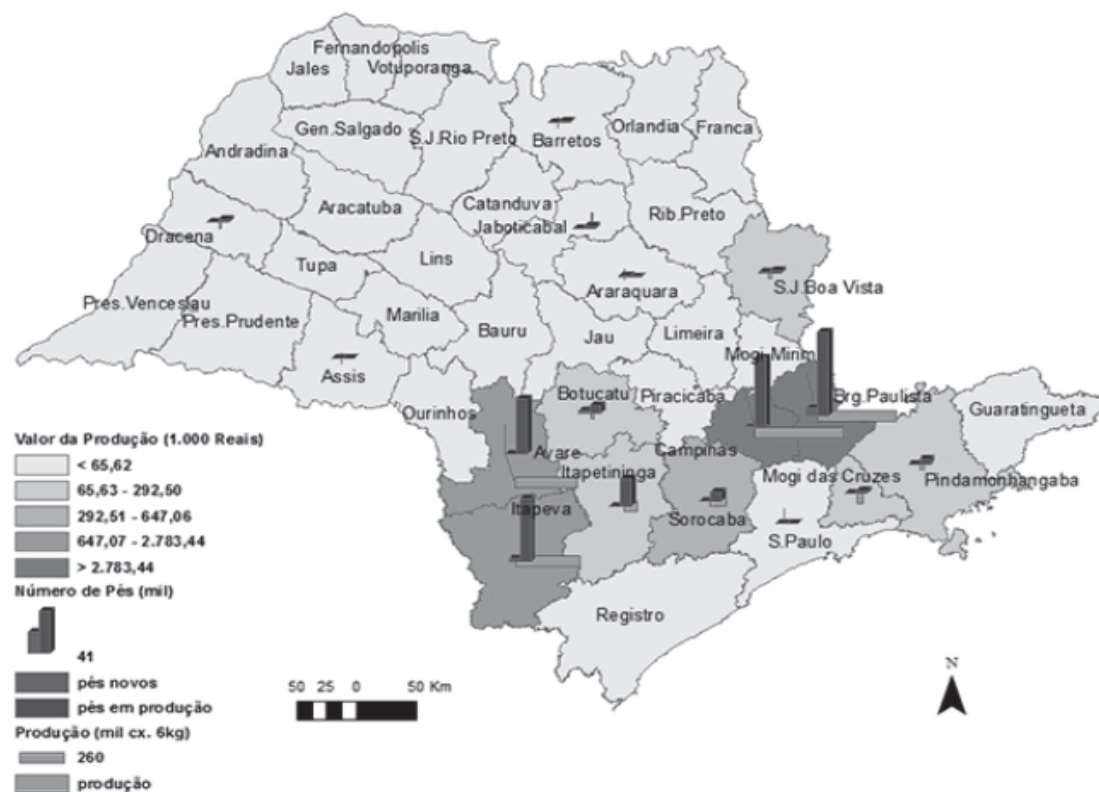 Fernandopolis
Jales
Votuporanga
Gen.Salgado
S.J.Rio Preto
Barretos
Orlandia
Franca
Andradina
Aracatuba
Catanduva
Jaboticabal
Rib.Preto
Dracena
Tupa
Lins
Araraquara
S.J.Boa Vista
Pres.Venceslau
Pres.Prudente
Marilia
Bauru
Jau
Limeira
Mogi Mirim
Assis
Ourinhos
Botucatu
Piracicaba
Brg.Paulista
Guaratingueta
Avare
Campinas
Itapetininga
Mogi das Cruzes
Pindamonhangaba
Itapeva
Sorocaba
S.Paulo
Registro
Valor da Produção (1.000 Reais)
< 65,62
65,63 - 292,50
292,51 - 647,06
647,07 - 2.783,44
> 2.783,44
Número de Pés (mil)
41
pés novos
pés em produção
Produção (mil cx. 6kg)
260
produção
50 25 0 50 Km
N